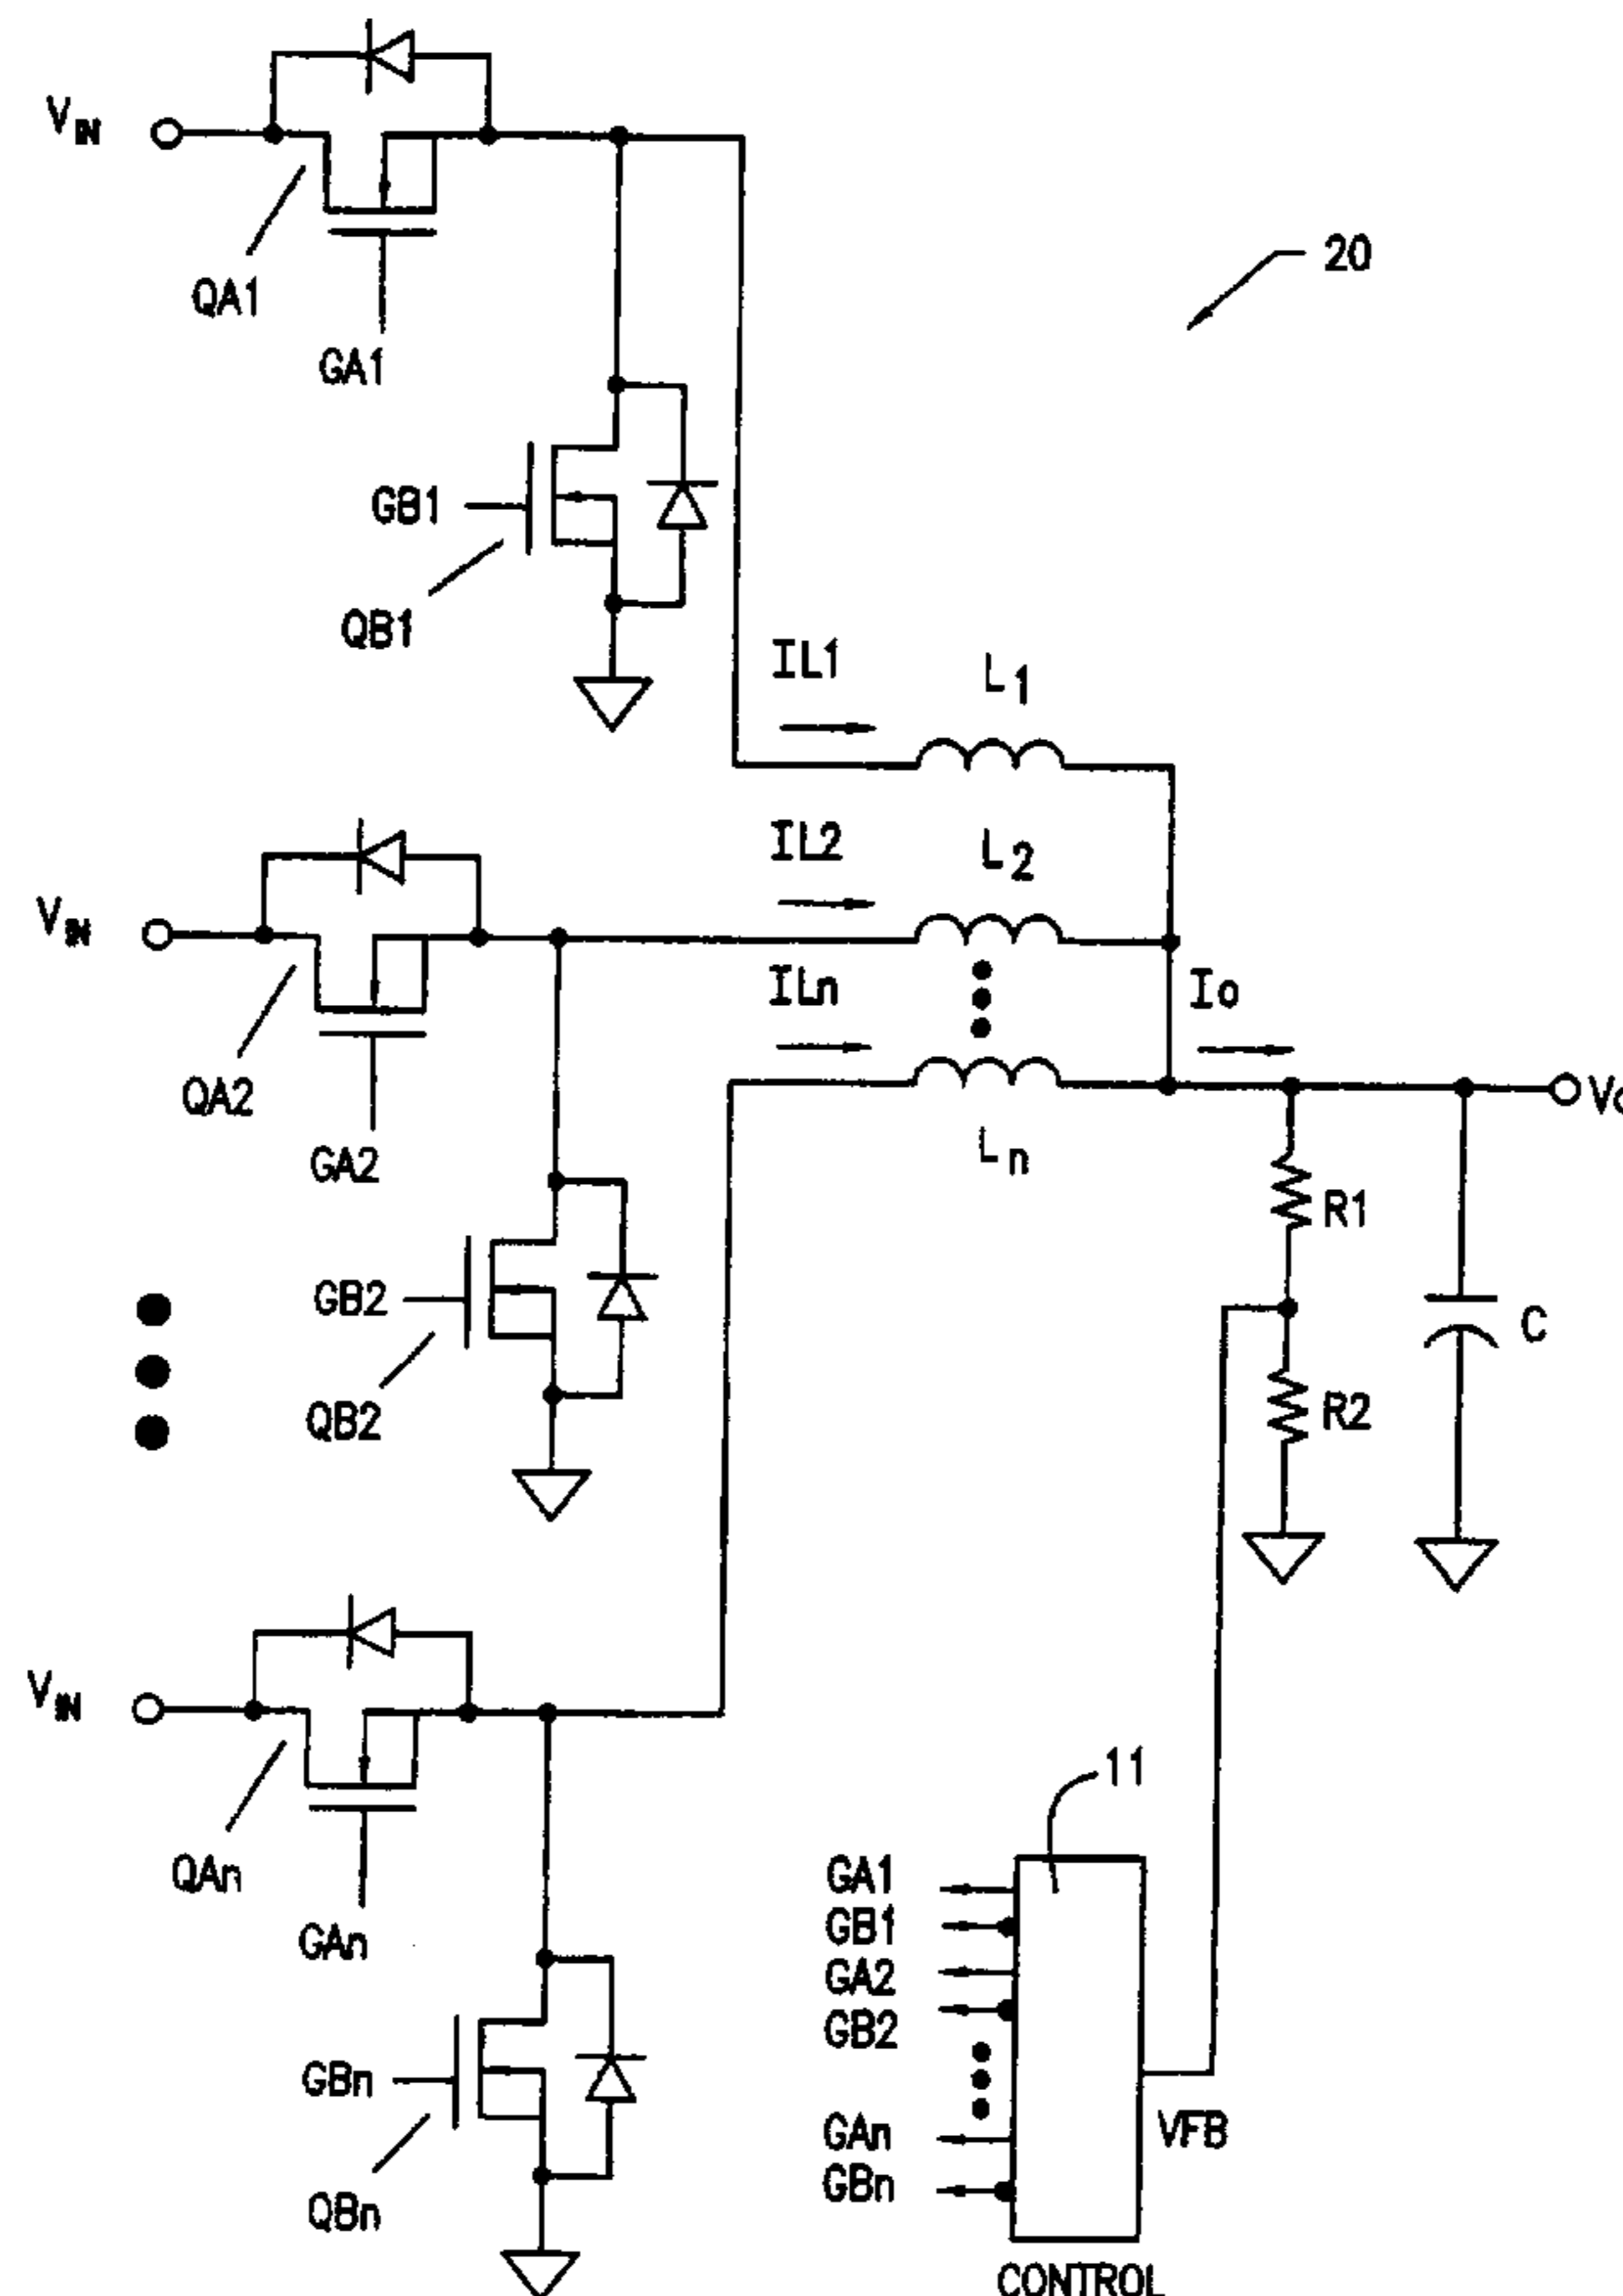 VIN
QA1
GA1
20
GB1
QB1
IL1
L1
IL2
L2
VIN
ILn
Io
QA2
GA2
Ln
R1
GB2
C
QB2
R2
VIN
11
QAn
GA1
GAn
GB1
GA2
GB2
GBn
GAn
VFB
GBn
QBn
CONTROL